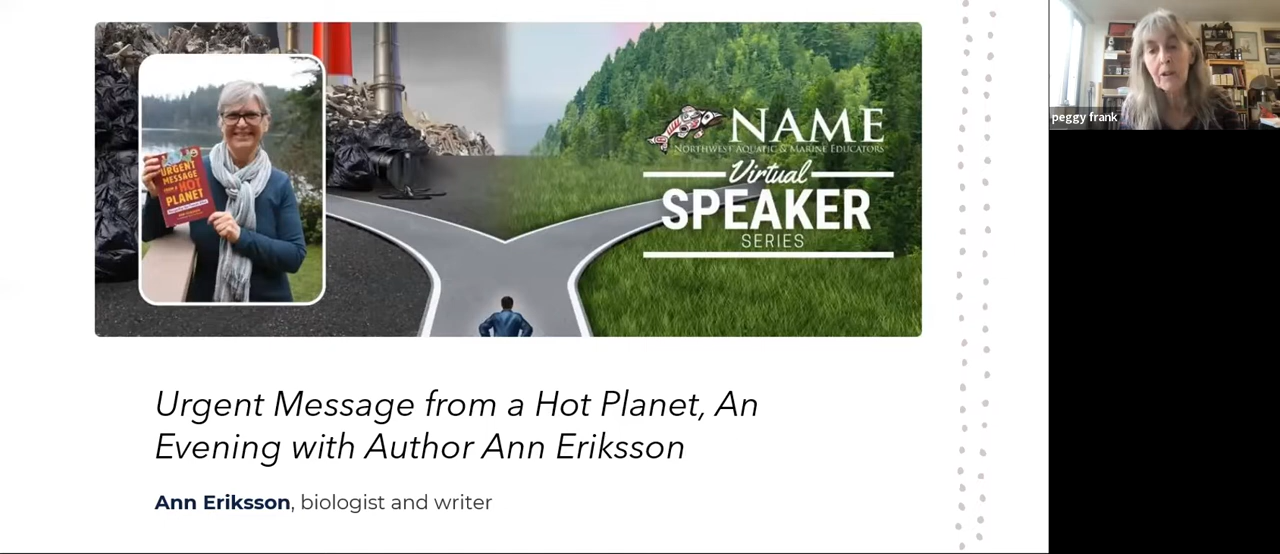 URGENT
MESSAGE
FROM A HOT
PLANET
NAME
NORTHWEST AQUATIC & MARINE EDUCATORS
Virtual
SPEAKER
SERIES
peggy frank
Urgent Message from a Hot Planet, An
Evening with Author Ann Eriksson
Ann Eriksson, biologist and writer